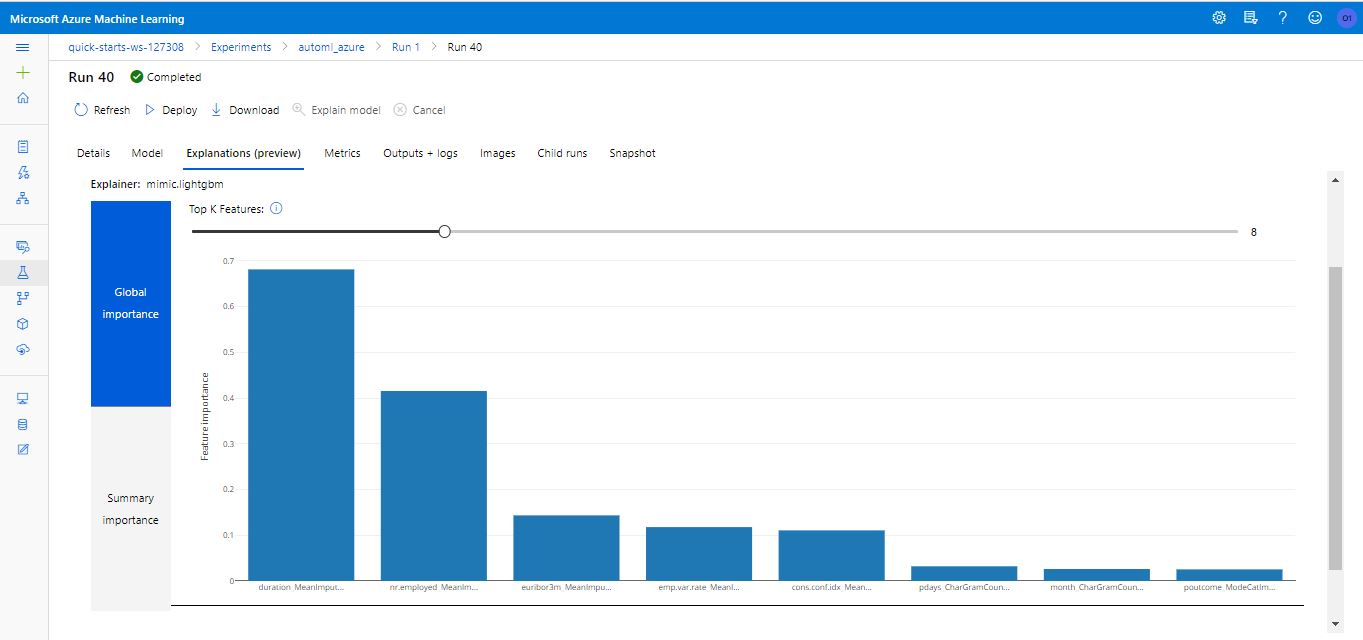 Microsoft Azure Machine Learning
01
quick-starts-ws-127308 > Experiments > automl_azure > Run 1 > Run 40
Run 40 Completed
Refresh Deploy Download Explain model Cancel
Details Model Explanations (preview) Metrics Outputs + logs Images Child runs Snapshot
Explainer: mimic.lightgbm
Top K Features:
8
Global
importance
Summary
importance
Feature importance
0.7
0.6
0.5
0.4
0.3
0.2
0.1
0
duration_MeanImput... nr.employed_MeanIm... euribor3m_MeanImpu... emp.var.rate_MeanI... cons.conf.idx_Mean... pdays_CharGramCoun... month_CharGramCoun... poutcome_ModeCatIm...